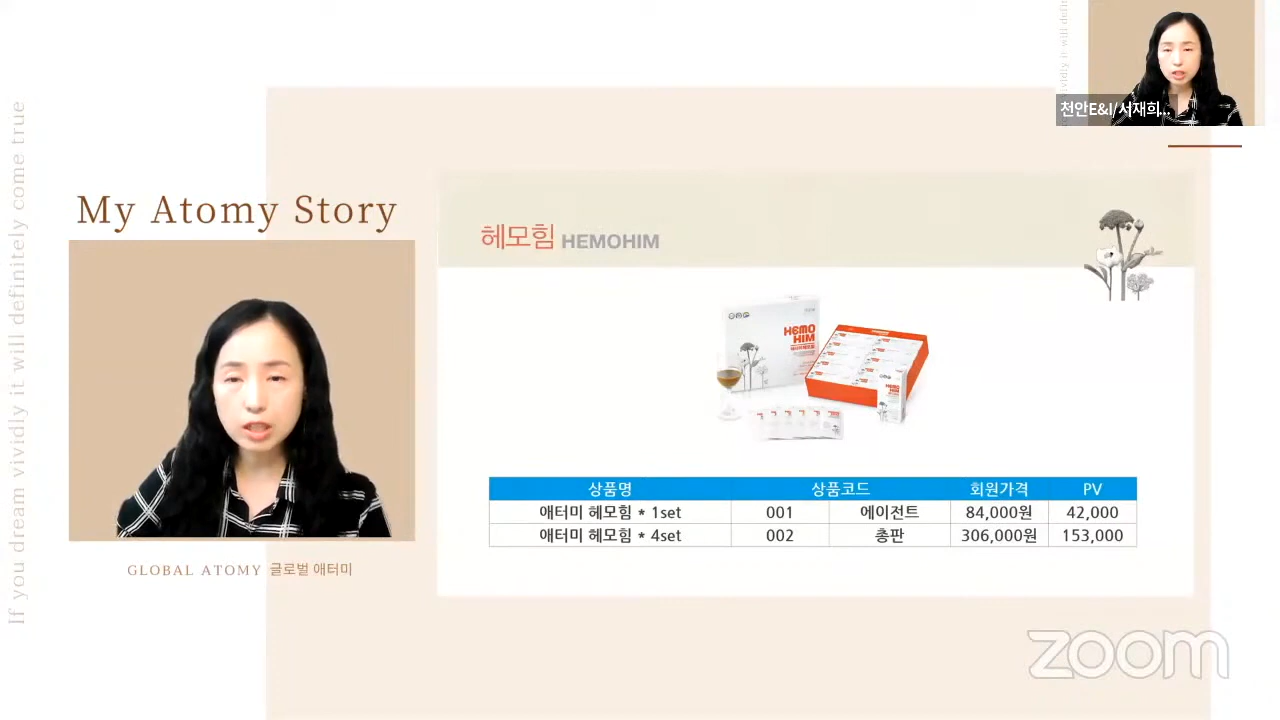 If you dream vividly it will definitely come true
My Atomy Story
GLOBAL ATOMY 글로벌 애터미
천안E&I/서재희...
헤모힘 HEMOHIM
HEMO
HIM
HEMO
HIM
상품명 상품코드 회원가격 PV
애터미 헤모힘 * 1set 001 에이전트 84,000원 42,000
애터미 헤모힘 * 4set 002 총판 306,000원 153,000
zoom